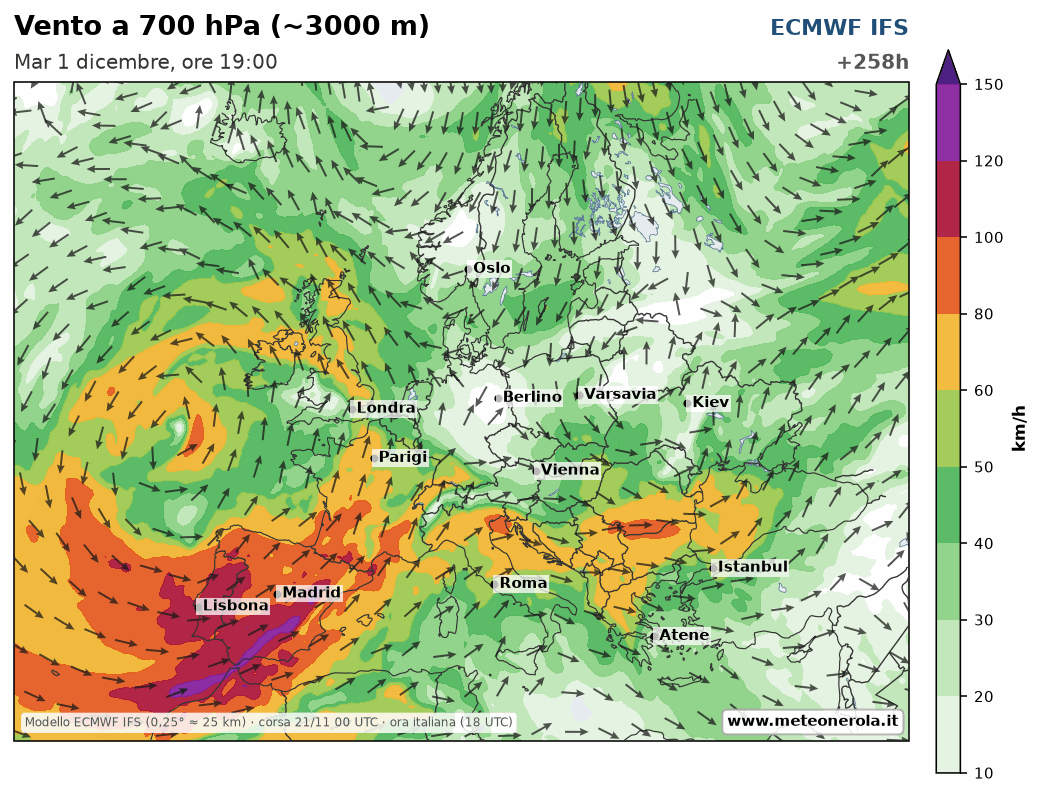 Vento a 700 hPa (~3000 m)
ECMWF IFS
Mar 1 dicembre, ore 19:00
+258h
150
120
100
80
60
50
40
30
20
10
km/h
Oslo
Berlino
Varsavia
Kiev
Londra
Parigi
Vienna
Istanbul
Roma
Madrid
Lisbona
Atene
Modello ECMWF IFS (0,25° ≈ 25 km) · corsa 21/11 00 UTC · ora italiana (18 UTC)
www.meteonerola.it